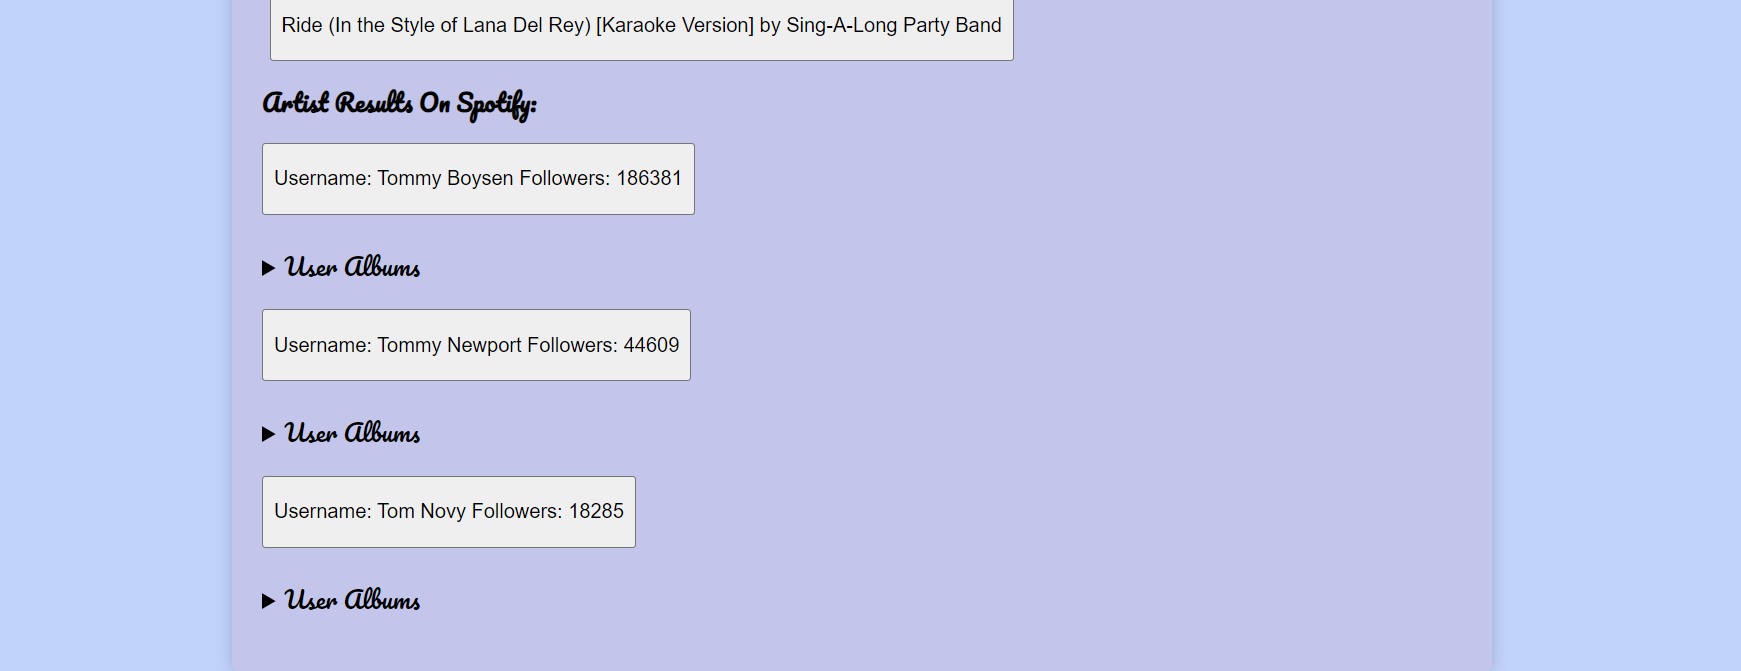 Ride (In the Style of Lana Del Rey) [Karaoke Version] by Sing-A-Long Party Band
Artist Results On Spotify:
Username: Tommy Boysen Followers: 186381
User Albums
Username: Tommy Newport Followers: 44609
User Albums
Username: Tom Novy Followers: 18285
User Albums